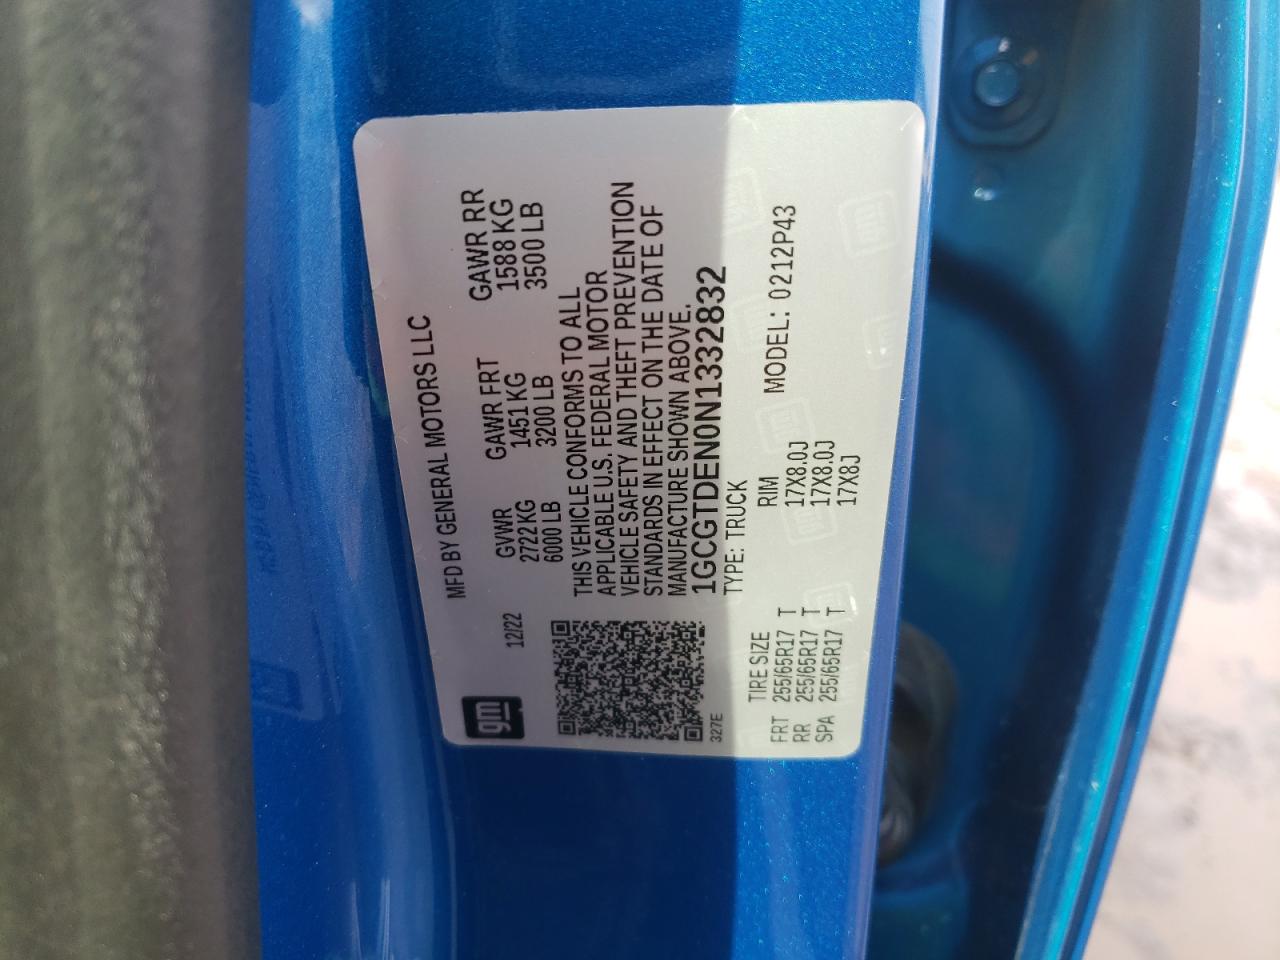 gm
MFD BY GENERAL MOTORS LLC
12/22
GVWR GAWR FRT GAWR RR
2722 KG 1451 KG 1588 KG
6000 LB 3200 LB 3500 LB
THIS VEHICLE CONFORMS TO ALL
APPLICABLE U.S. FEDERAL MOTOR
VEHICLE SAFETY AND THEFT PREVENTION
STANDARDS IN EFFECT ON THE DATE OF
MANUFACTURE SHOWN ABOVE.
1GCGTDEN0N1332832
327E
TYPE: TRUCK
MODEL: 0212P43
TIRE SIZE RIM
FRT 255/65R17 T 17X8.0J
RR 255/65R17 T 17X8.0J
SPA 255/65R17 T 17X8J